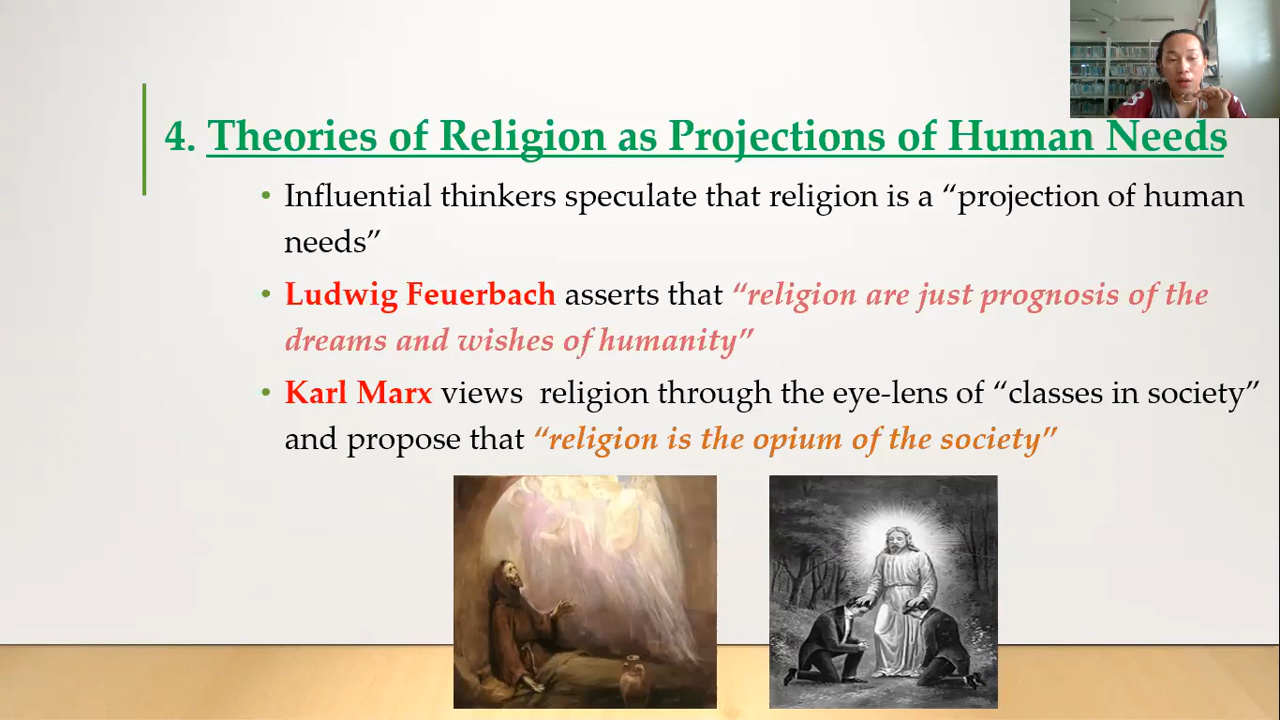 4. Theories of Religion as Projections of Human Needs
• Influential thinkers speculate that religion is a “projection of human
needs”
• Ludwig Feuerbach asserts that “religion are just prognosis of the
dreams and wishes of humanity”
• Karl Marx views  religion through the eye-lens of “classes in society”
and propose that “religion is the opium of the society”